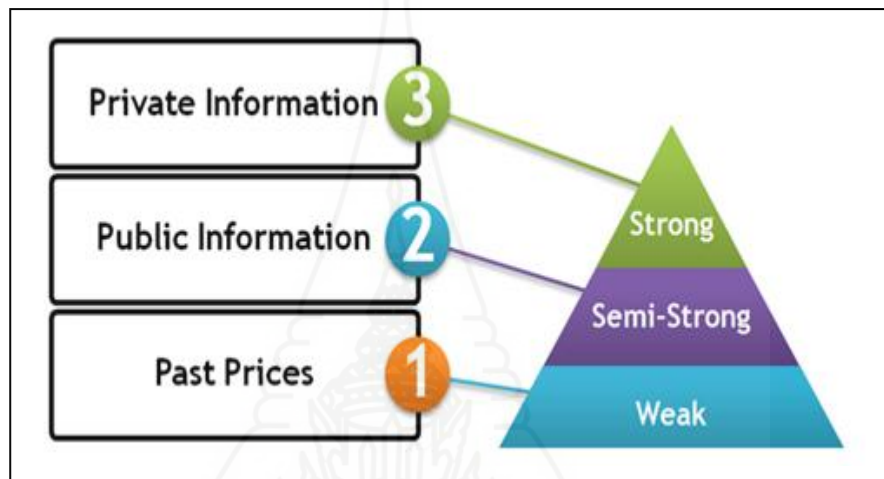 Private Information
3
Public Information
2
Past Prices
1
Strong
Semi-Strong
Weak